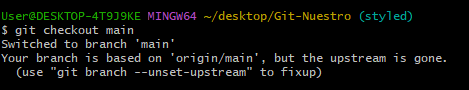 User@DESKTOP-4T9J9KE MINGW64 ~/desktop/Git-Nuestro (styled)
$ git checkout main
Switched to branch 'main'
Your branch is based on 'origin/main', but the upstream is gone.
  (use "git branch --unset-upstream" to fixup)